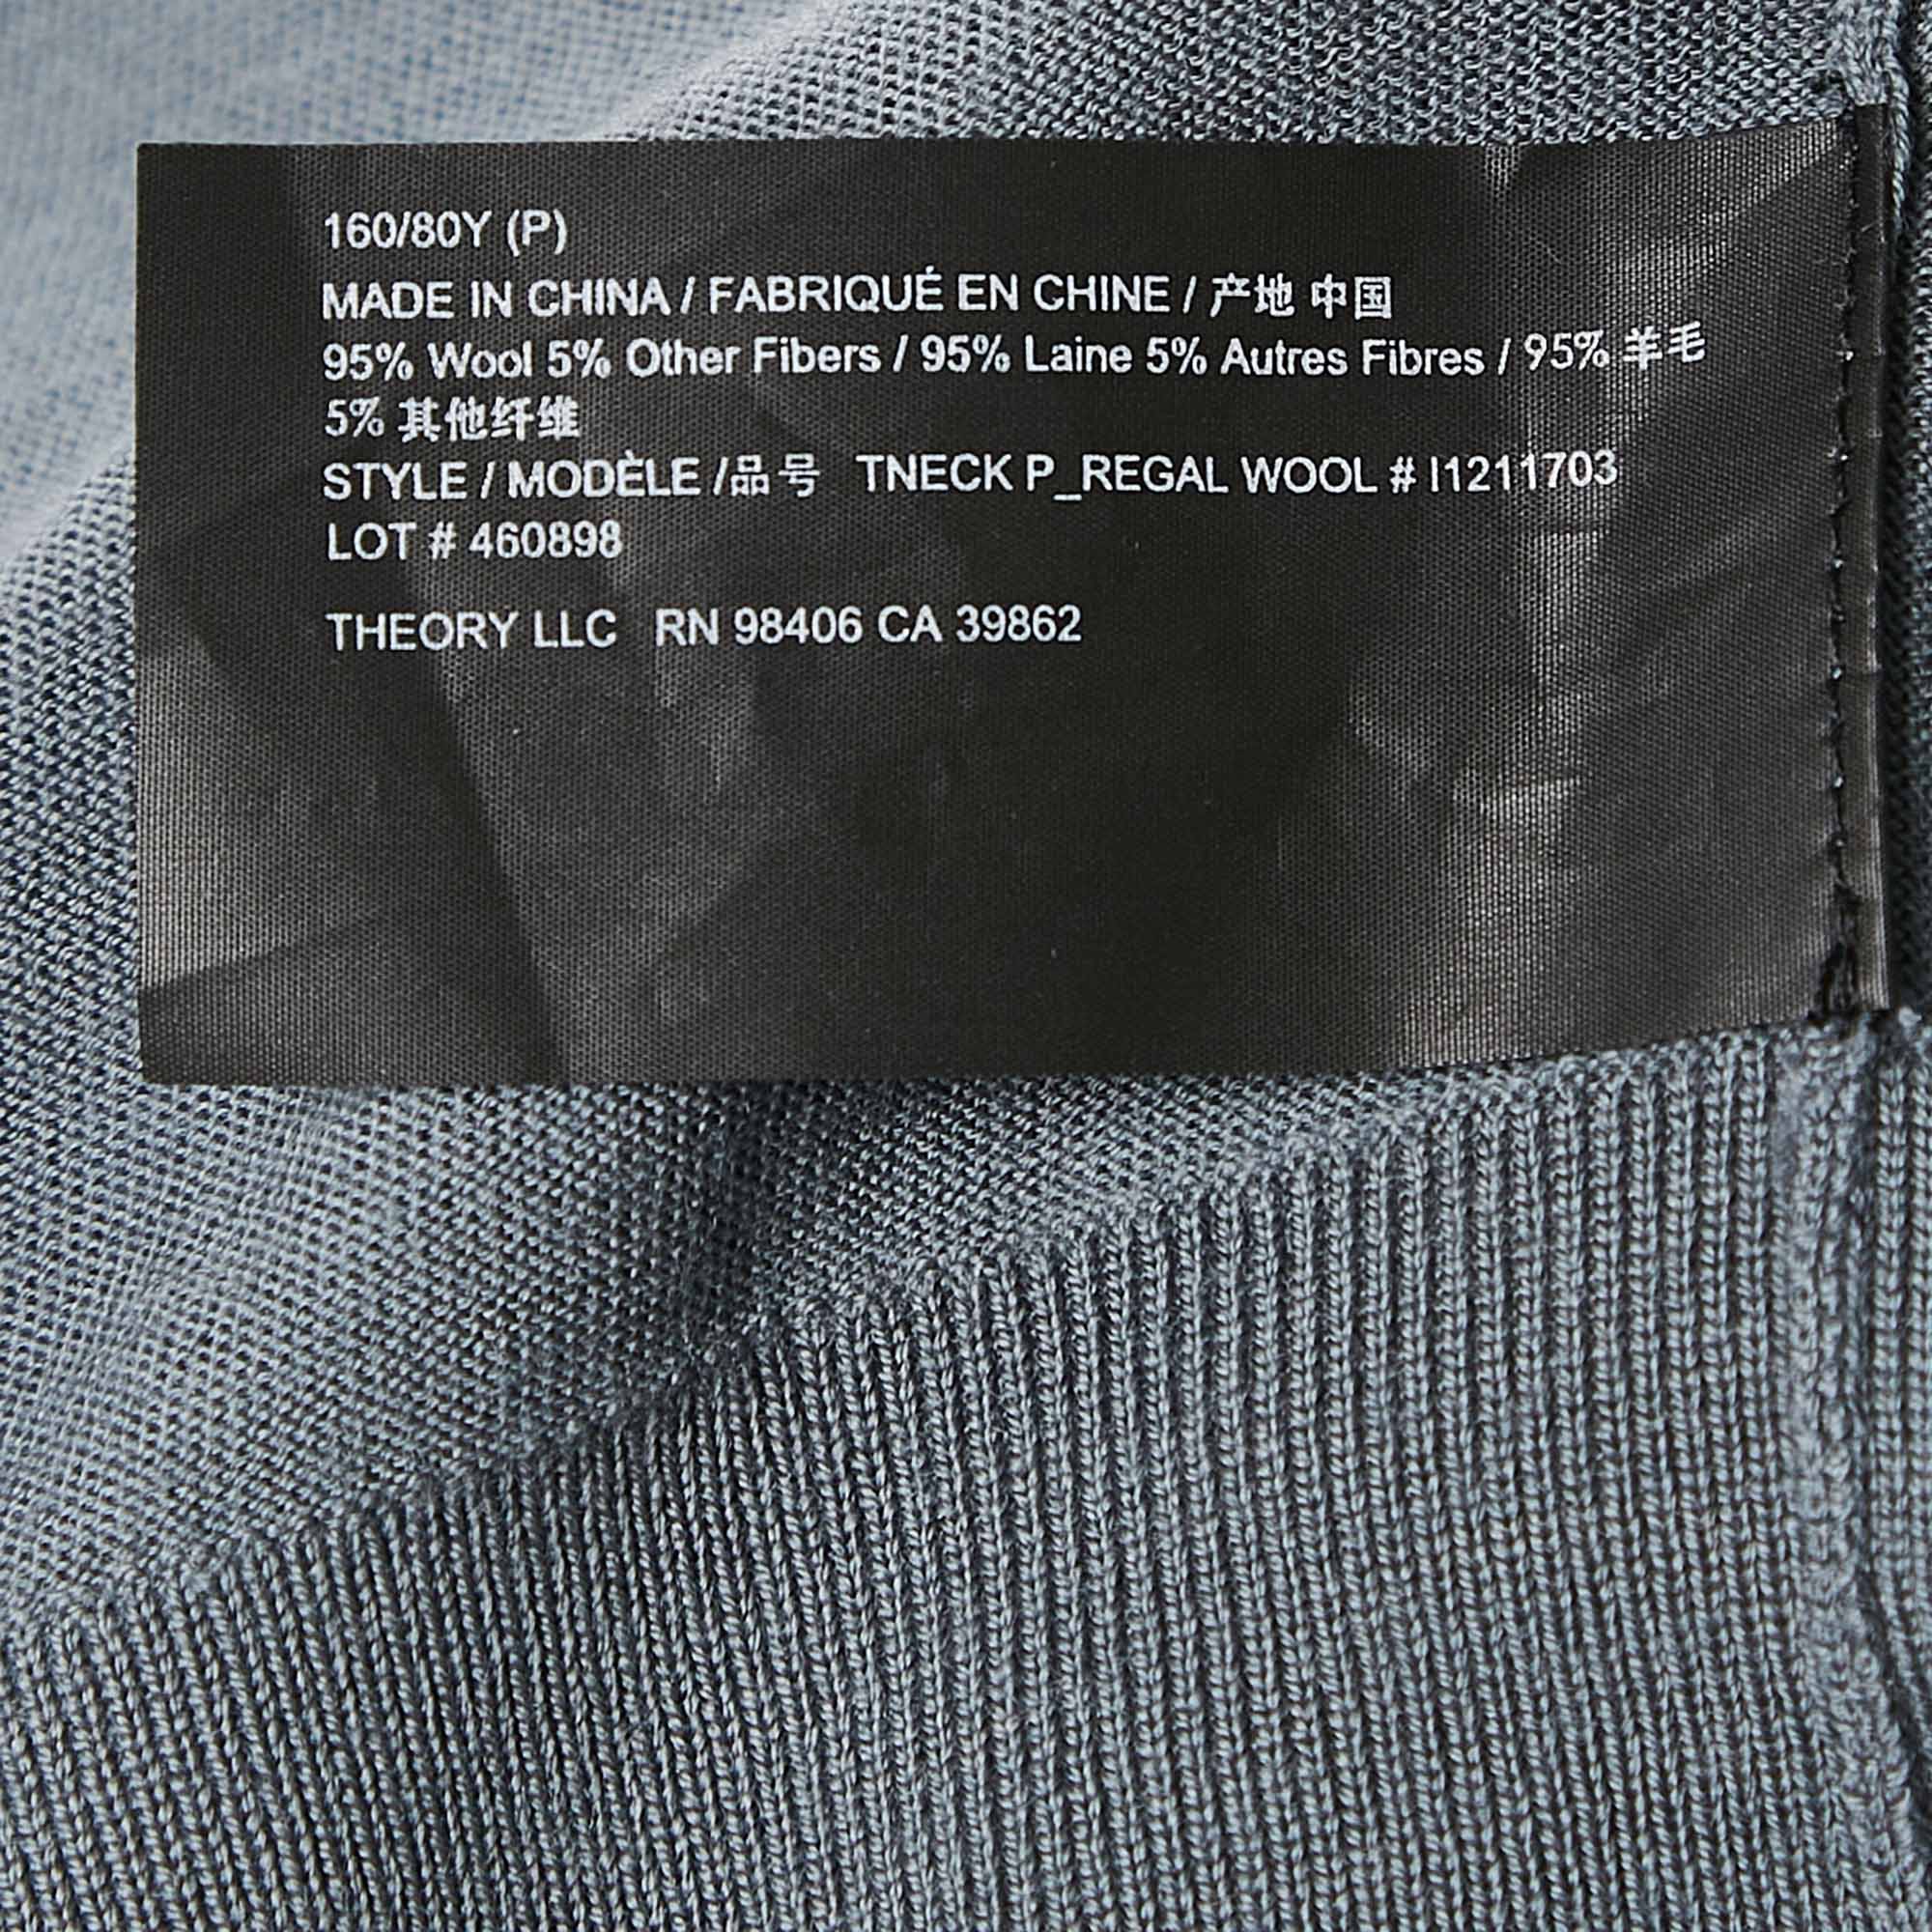 160/80Y (P)
MADE IN CHINA / FABRIQUÉ EN CHINE / 产地 中国
95% Wool 5% Other Fibers / 95% Laine 5% Autres Fibres / 95% 羊毛
5% 其他纤维
STYLE / MODÈLE /品号 TNECK P_REGAL WOOL # I1211703
LOT # 460898
THEORY LLC RN 98406 CA 39862